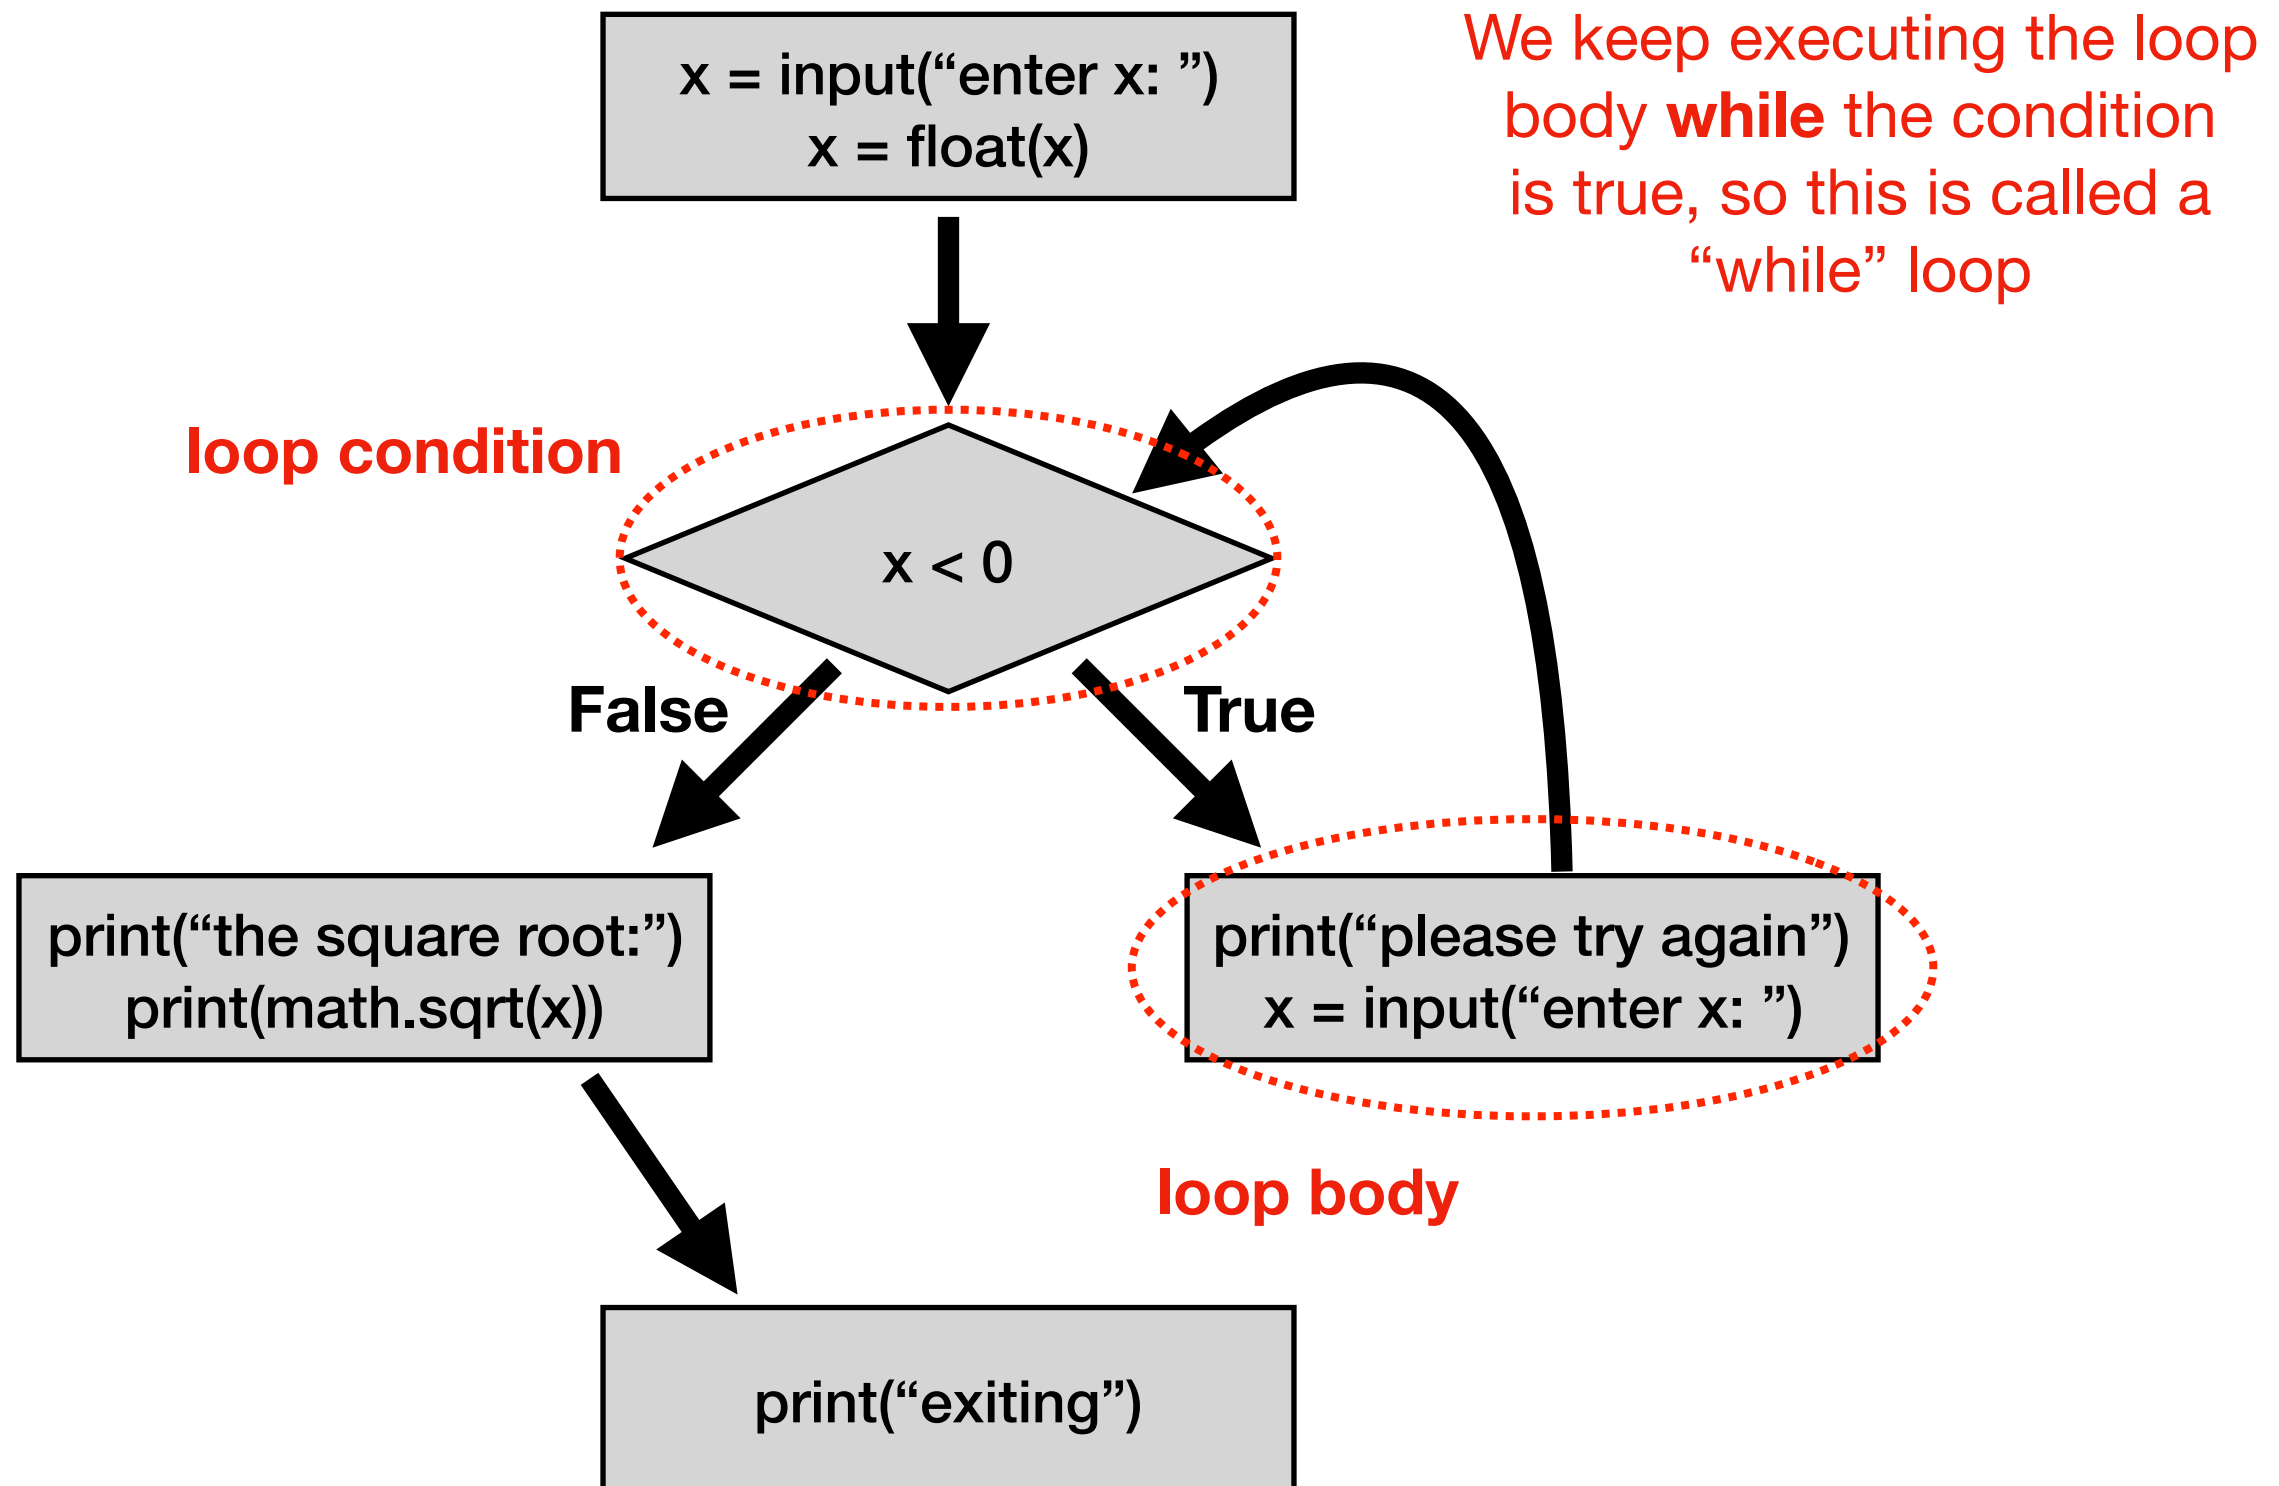 x = input(“enter x: ”)
x = float(x)
We keep executing the loop
body while the condition
is true, so this is called a
“while” loop
loop condition
x < 0
False
True
print(“the square root:”)
print(math.sqrt(x))
print(“please try again”)
x = input(“enter x: ”)
loop body
print(“exiting”)